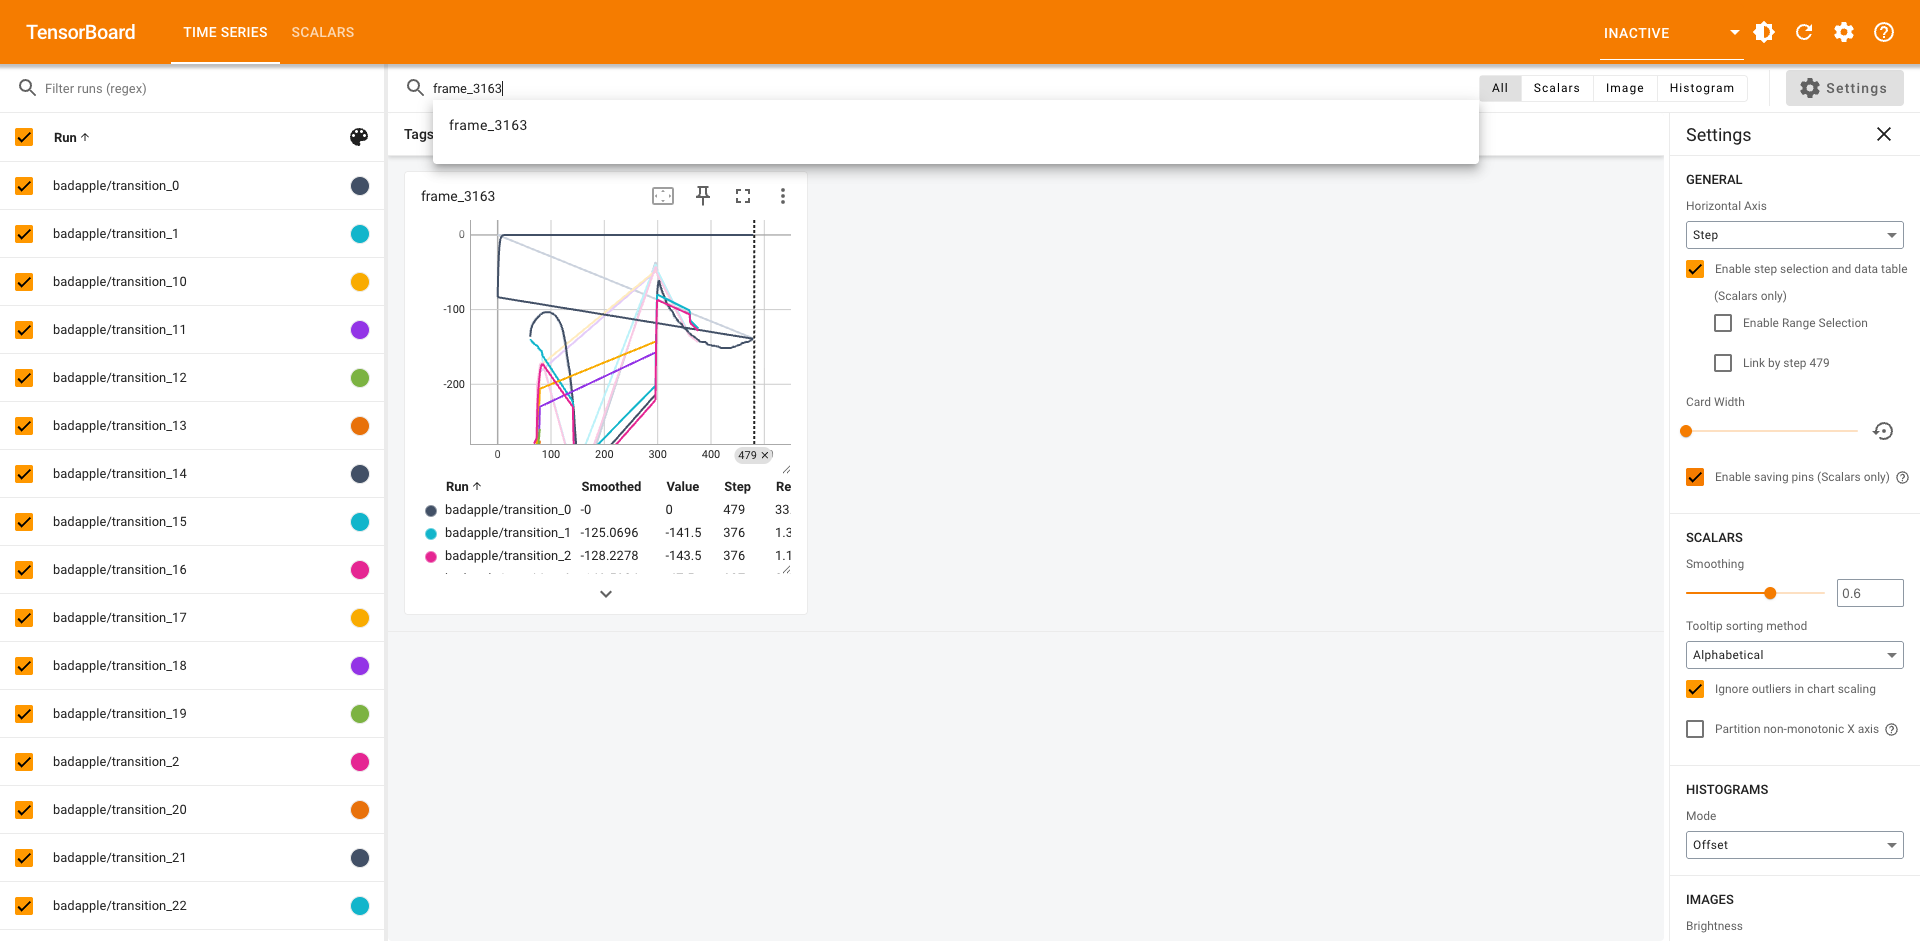 TensorBoard
TIME SERIES
SCALARS
INACTIVE
Filter runs (regex)
frame_3163
All
Scalars
Image
Histogram
Settings
frame_3163
Tags
Run
badapple/transition_0
badapple/transition_1
badapple/transition_10
badapple/transition_11
badapple/transition_12
badapple/transition_13
badapple/transition_14
badapple/transition_15
badapple/transition_16
badapple/transition_17
badapple/transition_18
badapple/transition_19
badapple/transition_2
badapple/transition_20
badapple/transition_21
badapple/transition_22
frame_3163
0
-100
-200
0
100
200
300
400
479
Run Smoothed Value Step Re
badapple/transition_0 -0 0 479 33.
badapple/transition_1 -125.0696 -141.5 376 1.3
badapple/transition_2 -128.2278 -143.5 376 1.1
Settings
GENERAL
Horizontal Axis
Step
Enable step selection and data table
(Scalars only)
Enable Range Selection
Link by step 479
Card Width
Enable saving pins (Scalars only)
SCALARS
Smoothing
0.6
Tooltip sorting method
Alphabetical
Ignore outliers in chart scaling
Partition non-monotonic X axis
HISTOGRAMS
Mode
Offset
IMAGES
Brightness